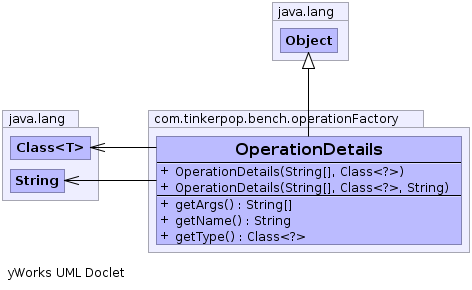 java.lang
Object
java.lang
Class<T>
String
com.tinkerpop.bench.operationFactory
OperationDetails
+ OperationDetails(String[], Class<?>)
+ OperationDetails(String[], Class<?>, String)
+ getArgs() : String[]
+ getName() : String
+ getType() : Class<?>
yWorks UML Doclet